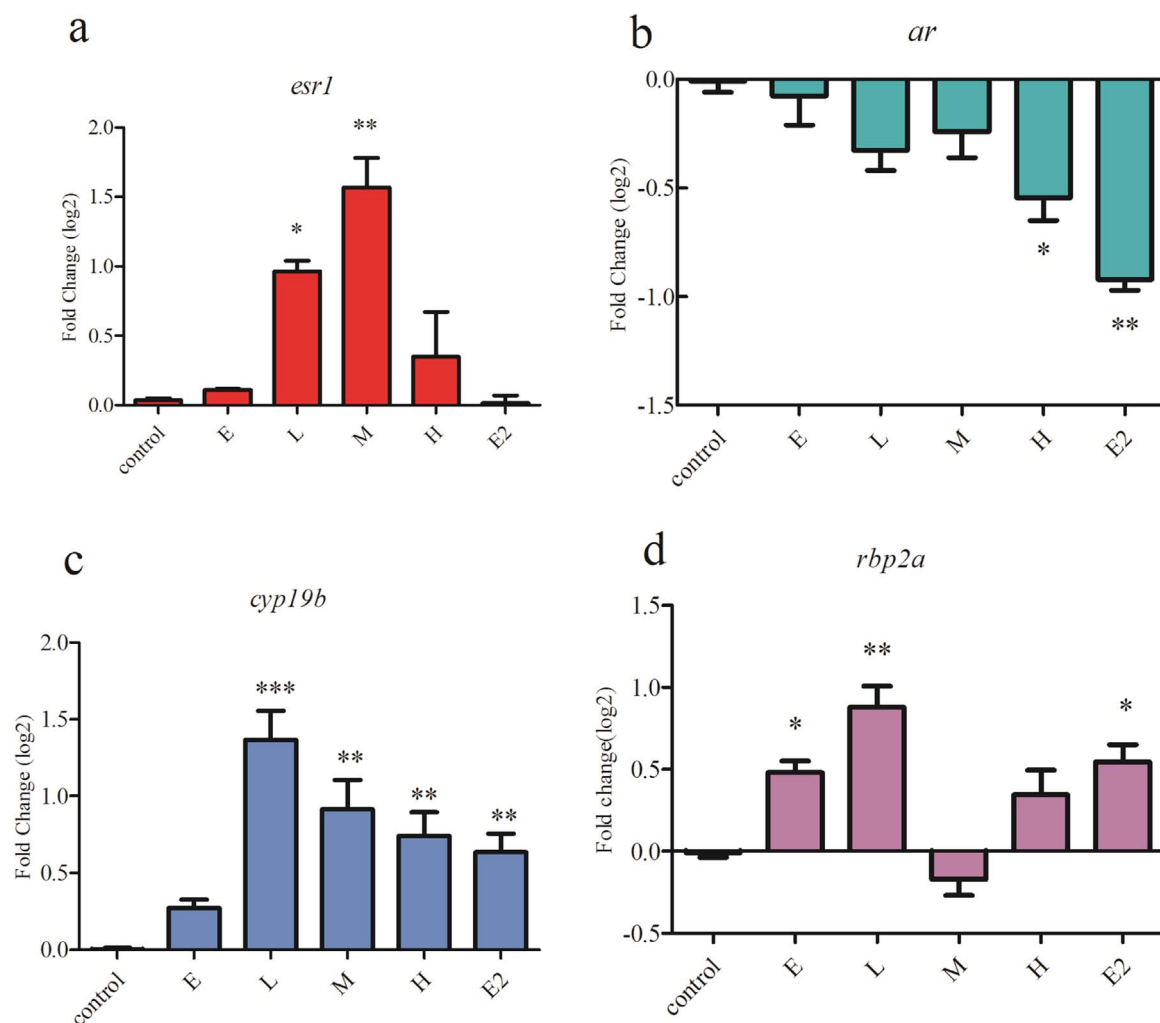 a
esr1
Fold Change (log2)
2.0
1.5
1.0
0.5
0.0
*
**
control
E
L
M
H
E2
b
ar
Fold Change (log2)
0.0
-0.5
-1.0
-1.5
*
**
control
E
L
M
H
E2
c
cyp19b
Fold Change (log2)
2.0
1.5
1.0
0.5
0.0
***
**
**
**
control
E
L
M
H
E2
d
rbp2a
Fold change(log2)
1.5
1.0
0.5
0.0
-0.5
*
**
*
control
E
L
M
H
E2